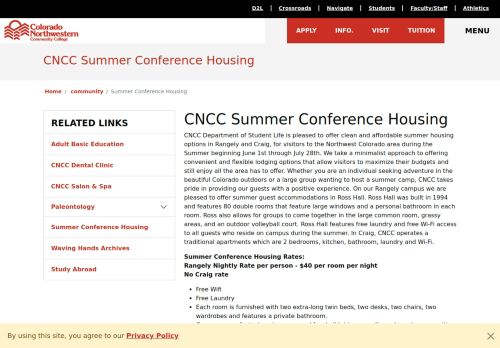 D2L | Crossroads | Navigate | Students | Faculty/Staff | Athletics
Colorado
Northwestern
Community College
APPLY INFO. VISIT TUITION MENU
CNCC Summer Conference Housing
Home / community / Summer Conference Housing
RELATED LINKS
Adult Basic Education
CNCC Dental Clinic
CNCC Salon & Spa
Paleontology
Summer Conference Housing
Waving Hands Archives
Study Abroad
CNCC Summer Conference Housing
CNCC Department of Student Life is pleased to offer clean and affordable summer housing
options in Rangely and Craig, for visitors to the Northwest Colorado area during the
Summer beginning June 1st through July 28th. We take a minimalist approach to offering
convenient and flexible lodging options that allow visitors to maximize their budgets and
still enjoy all the area has to offer. Whether you are an individual seeking adventure in the
beautiful Colorado outdoors or a large group wanting to host a summer camp, CNCC takes
pride in providing our guests with a positive experience. On our Rangely campus we are
pleased to offer summer guest accommodations in Ross Hall. Ross Hall was built in 1994
and features 80 double rooms that feature large windows and a personal bathroom in each
room. Ross also allows for groups to come together in the large common room, grassy
areas, and an outdoor volleyball court. Ross Hall features free laundry and free Wi-Fi access
to all guests who reside on campus during the summer. In Craig, CNCC operates a
traditional apartments which are 2 bedrooms, kitchen, bathroom, laundry and Wi-Fi.
Summer Conference Housing Rates:
Rangely Nightly Rate per person - $40 per room per night
No Craig rate
Free Wifi
Free Laundry
Each room is furnished with two extra-long twin beds, two desks, two chairs, two
wardrobes and features a private bathroom.
By using this site, you agree to our Privacy Policy